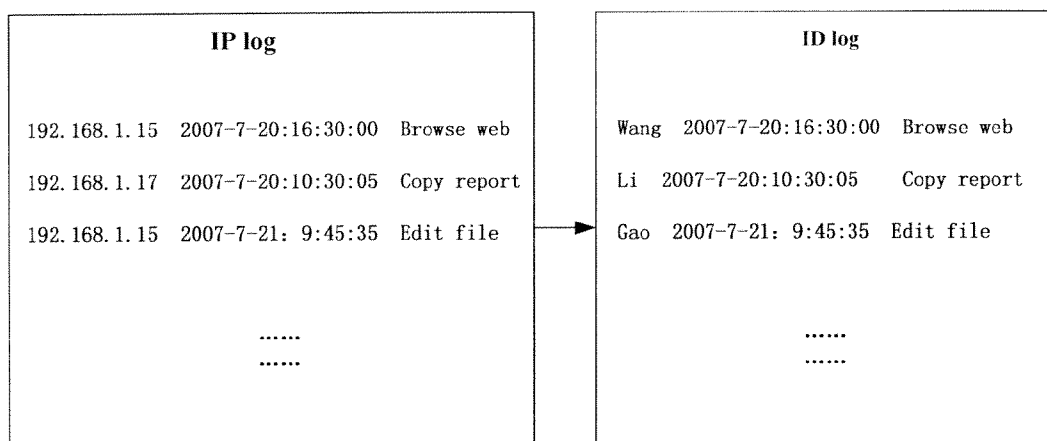 IP log
192.168.1.15 2007-7-20:16:30:00 Browse web
192.168.1.17 2007-7-20:10:30:05 Copy report
192.168.1.15 2007-7-21: 9:45:35 Edit file
……
……
ID log
Wang 2007-7-20:16:30:00 Browse web
Li 2007-7-20:10:30:05 Copy report
Gao 2007-7-21: 9:45:35 Edit file
……
……